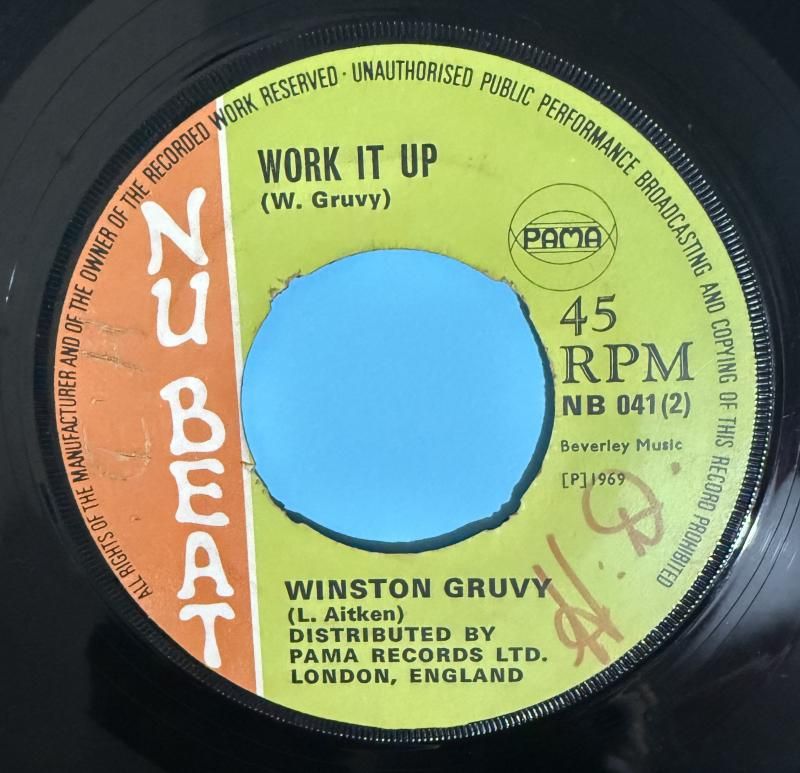 ALL RIGHTS OF THE MANUFACTURER AND OF THE OWNER OF THE RECORDED WORK RESERVED · UNAUTHORISED PUBLIC PERFORMANCE BROADCASTING AND COPYING OF THIS RECORD PROHIBITED
NU BEAT
WORK IT UP
(W. Gruvy)
PAMA
45
RPM
NB 041(2)
Beverley Music
[P]1969
H.D.
WINSTON GRUVY
(L. Aitken)
DISTRIBUTED BY
PAMA RECORDS LTD.
LONDON, ENGLAND